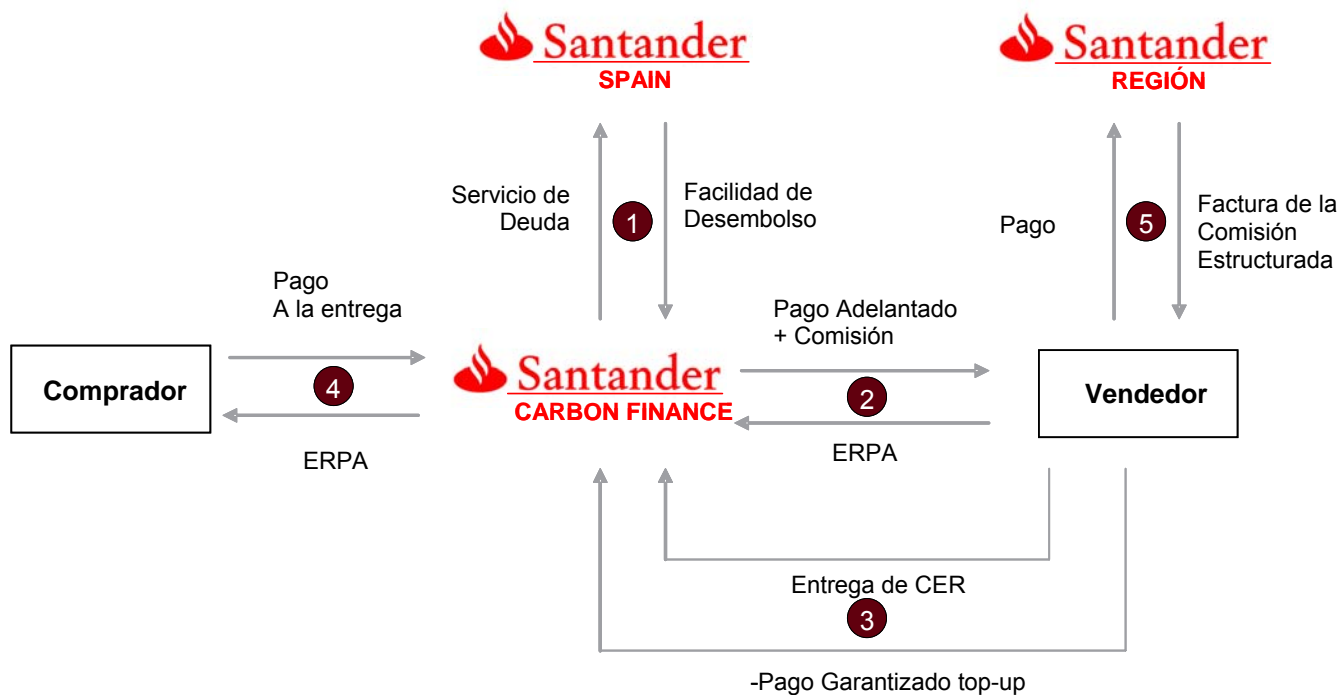 Santander
SPAIN
Santander
REGIÓN
Servicio de
Deuda
1
Facilidad de
Desembolso
Pago
5
Factura de la
Comisión
Estructurada
Pago
A la entrega
Pago Adelantado
+ Comisión
Comprador
4
Santander
CARBON FINANCE
2
Vendedor
ERPA
ERPA
Entrega de CER
3
-Pago Garantizado top-up